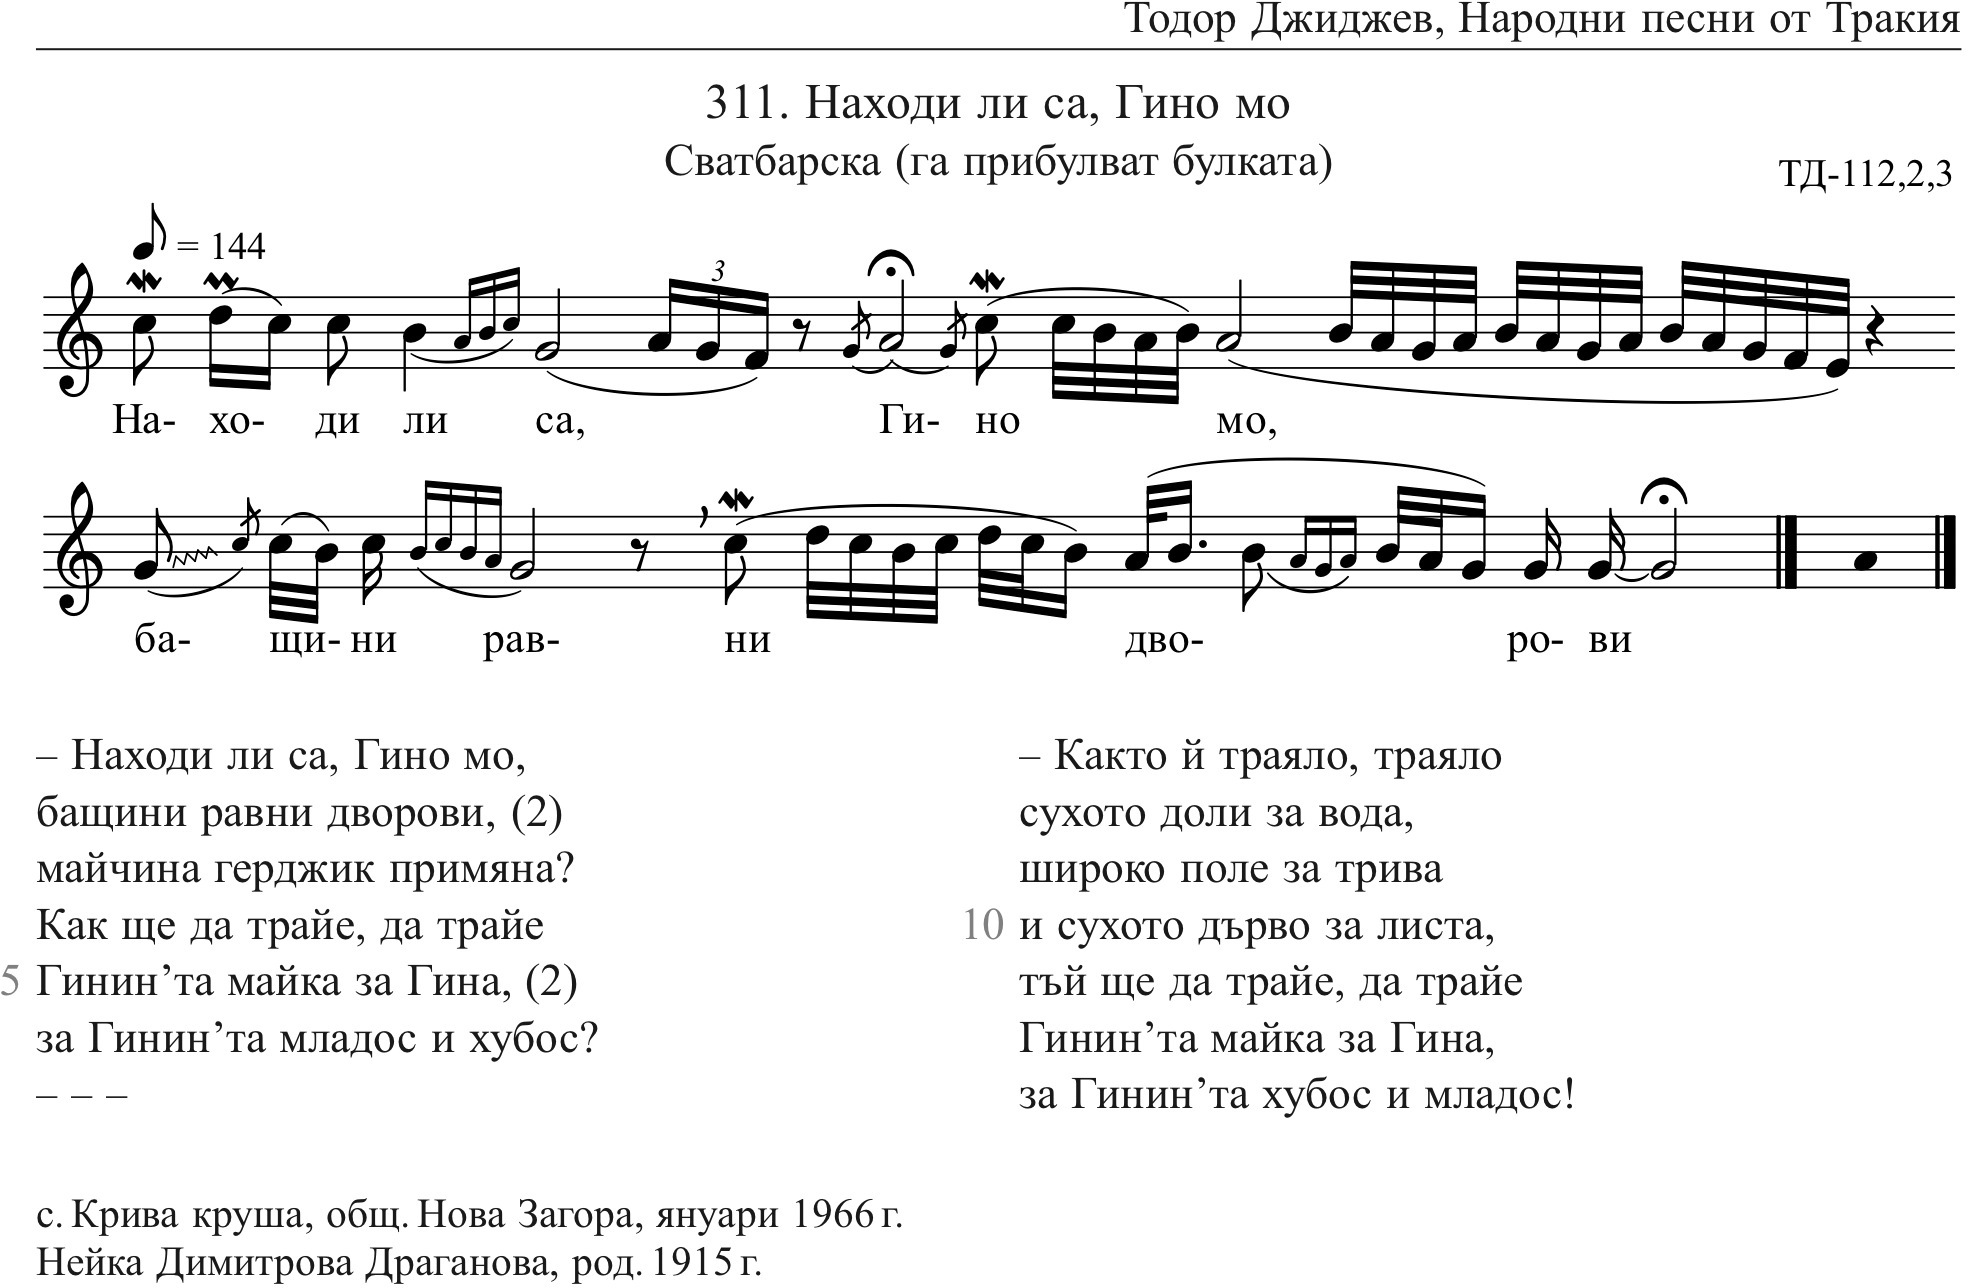 Тодор Джиджев, Народни песни от Тракия
311. Находи ли са, Гино мо
Сватбарска (га прибулват булката)
ТД-112,2,3
= 144
3
На- хо- ди ли са, Ги- но мо,
ба- щи- ни рав- ни дво- ро- ви
– Находи ли са, Гино мо,
бащини равни дворови, (2)
майчина герджик примяна?
Как ще да трайе, да трайе
5 Гинин’та майка за Гина, (2)
за Гинин’та младос и хубос?
– – –
– Както й траяло, траяло
сухото доли за вода,
широко поле за трива
10 и сухото дърво за листа,
тъй ще да трайе, да трайе
Гинин’та майка за Гина,
за Гинин’та хубос и младос!
с. Крива круша, общ. Нова Загора, януари 1966 г.
Нейка Димитрова Драганова, род. 1915 г.